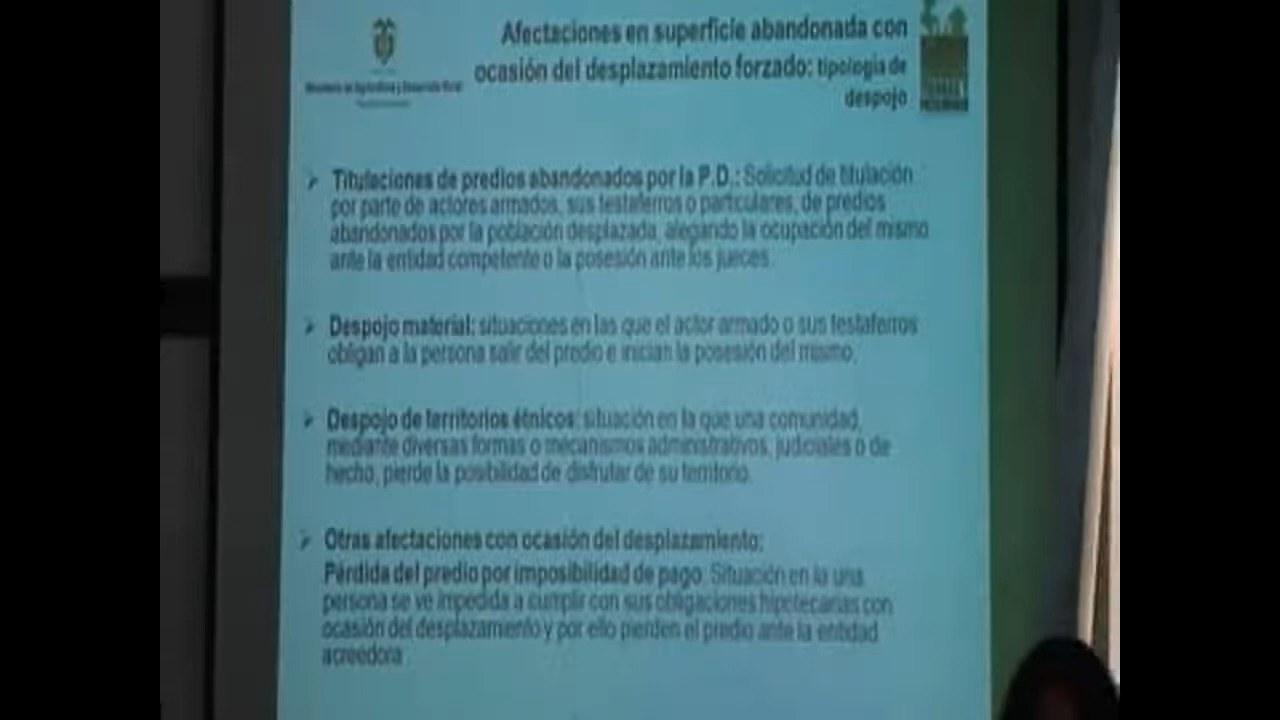 Afectaciones en superficie abandonada con
ocasión del desplazamiento forzado: tipología de
despojo
Ministerio de Agricultura y Desarrollo Rural
Titulaciones de predios abandonados por la P.D.: Solicitud de titulación
por parte de actores armados, sus testaferros o particulares, de predios
abandonados por la población desplazada, alegando la ocupación del mismo
ante la entidad competente o la posesión ante los jueces.
Despojo material: situaciones en las que el actor armado o sus testaferros
obligan a la persona salir del predio e inician la posesión del mismo.
Despojo de territorios étnicos: situación en la que una comunidad,
mediante diversas formas o mecanismos administrativos, judiciales o de
hecho, pierde la posibilidad de disfrutar de su territorio.
Otras afectaciones con ocasión del desplazamiento:
Pérdida del predio por imposibilidad de pago: Situación en la una
persona se ve impedida a cumplir con sus obligaciones hipotecarias con
ocasión del desplazamiento y por ello pierden el predio ante la entidad
acreedora